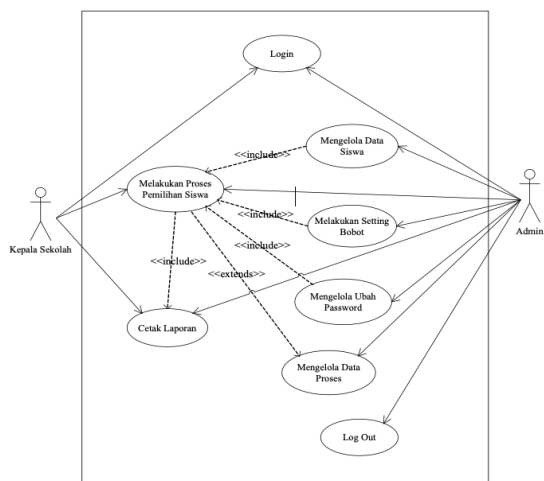 Login
Mengelola Data
Siswa
<<include>>
Melakukan Proses
Pemilihan Siswa
<<include>>
Melakukan Setting
Bobot
Kepala Sekolah
Admin
<<include>>
<<include>>
<<extends>>
Mengelola Ubah
Password
Cetak Laporan
Mengelola Data
Proses
Log Out